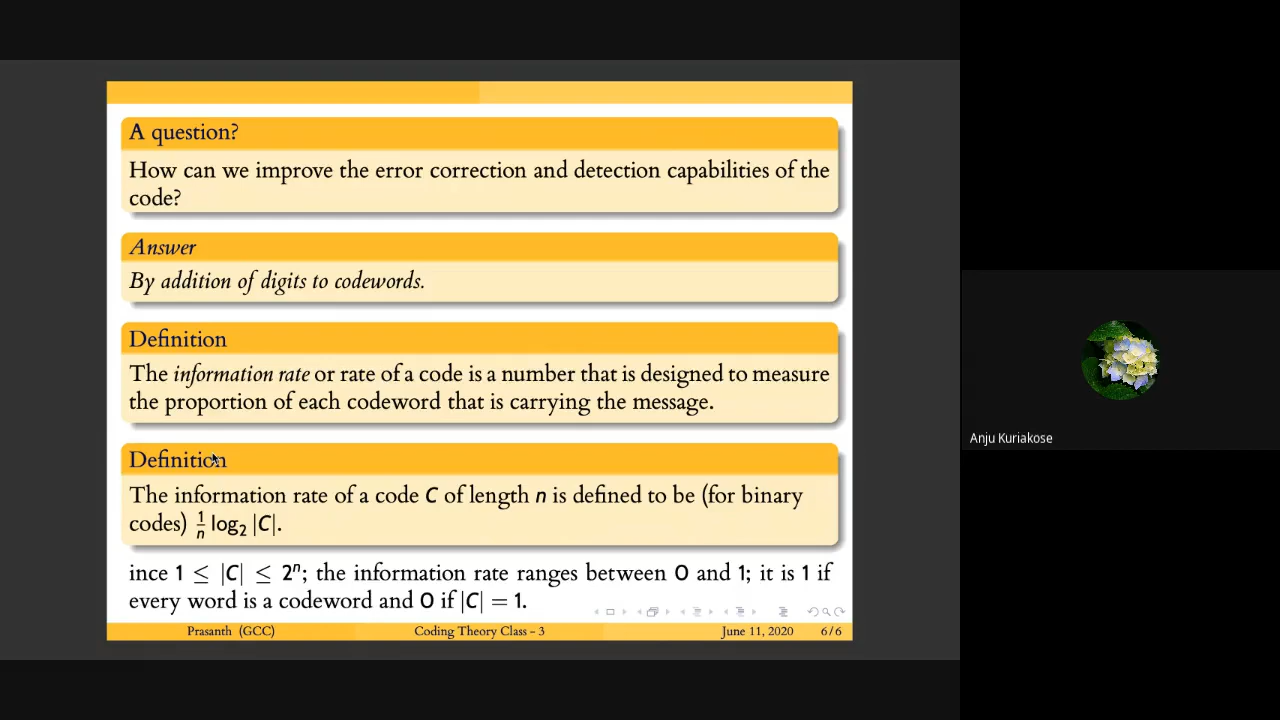 A question?
How can we improve the error correction and detection capabilities of the
code?
Answer
By addition of digits to codewords.
Definition
The information rate or rate of a code is a number that is designed to measure
the proportion of each codeword that is carrying the message.
Definition
The information rate of a code C of length n is defined to be (for binary
codes) 1/n log₂ |C|.
ince 1 ≤ |C| ≤ 2ⁿ; the information rate ranges between 0 and 1; it is 1 if
every word is a codeword and 0 if |C| = 1.
Prasanth (GCC) Coding Theory Class - 3 June 11, 2020 6/6
Anju Kuriakose